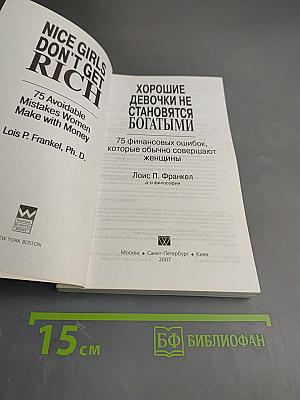 NICE GIRLS
DON'T GET
RICH
75 Avoidable
Mistakes Women
Make with Money
Lois P. Frankel, Ph. D.
NEW YORK BOSTON
ХОРОШИЕ
ДЕВОЧКИ НЕ
СТАНОВЯТСЯ
БОГАТЫМИ
75 финансовых ошибок,
которые обычно совершают
женщины
Лоис П. Франкел
д-р философии
Москва • Санкт-Петербург • Киев
2007
15 см
БФ БИБЛИОФАН